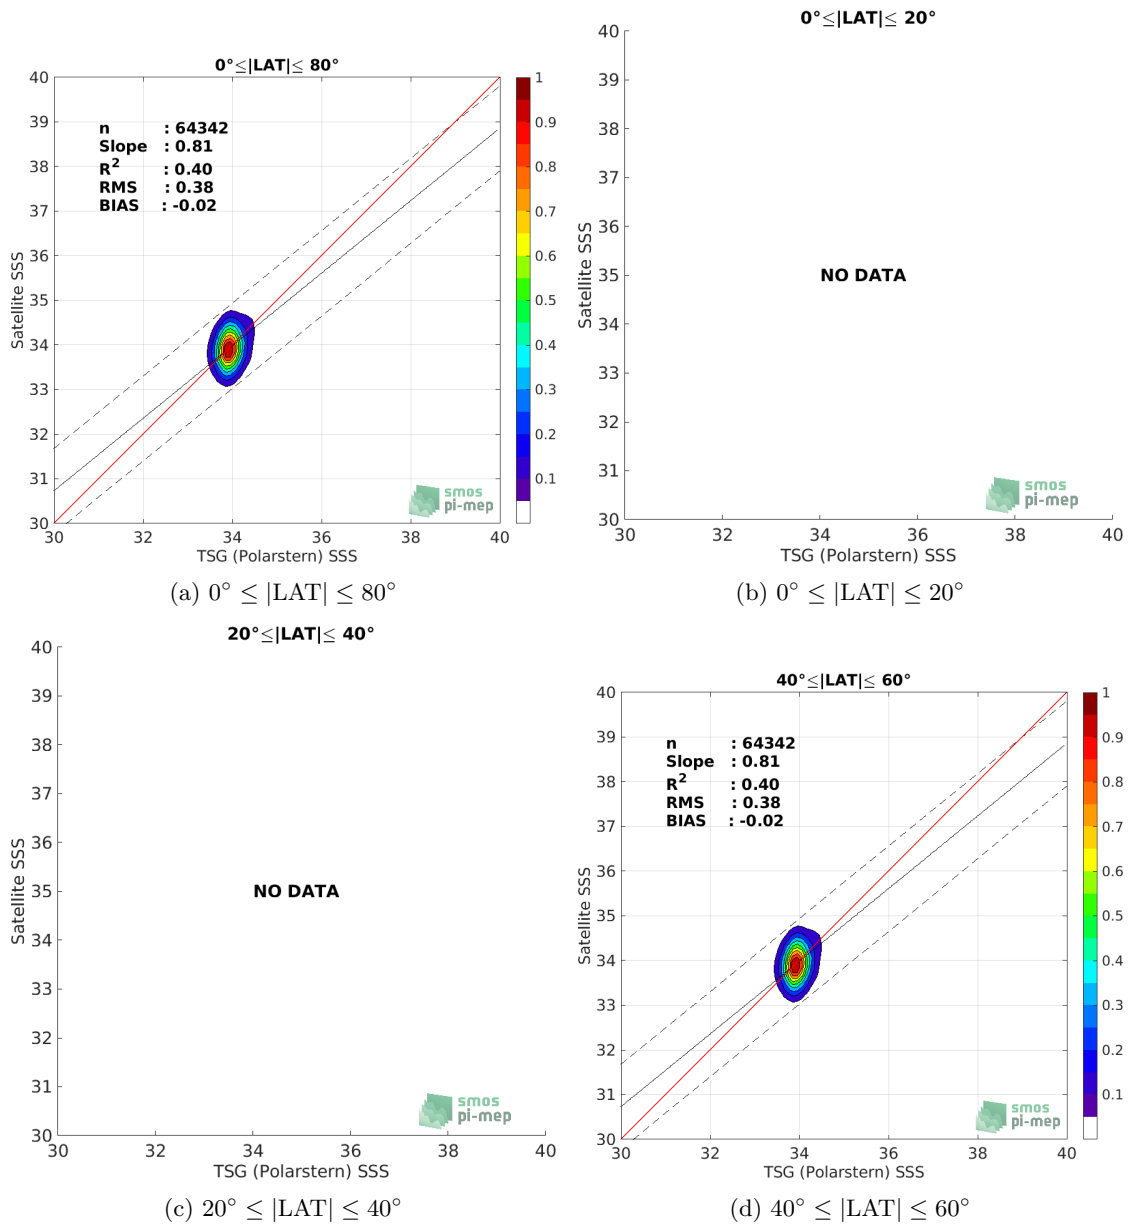 0°≤|LAT|≤ 80°
40
39
38
37
36
35
34
33
32
31
30
Satellite SSS
n : 64342
Slope : 0.81
R² : 0.40
RMS : 0.38
BIAS : -0.02
smos
pi-mep
30 32 34 36 38 40
TSG (Polarstern) SSS
1
0.9
0.8
0.7
0.6
0.5
0.4
0.3
0.2
0.1
(a) 0° ≤ |LAT| ≤ 80°
0°≤|LAT|≤ 20°
40
39
38
37
36
35
34
33
32
31
30
Satellite SSS
NO DATA
smos
pi-mep
30 32 34 36 38 40
TSG (Polarstern) SSS
(b) 0° ≤ |LAT| ≤ 20°
20°≤|LAT|≤ 40°
40
39
38
37
36
35
34
33
32
31
30
Satellite SSS
NO DATA
smos
pi-mep
30 32 34 36 38 40
TSG (Polarstern) SSS
(c) 20° ≤ |LAT| ≤ 40°
40°≤|LAT|≤ 60°
40
39
38
37
36
35
34
33
32
31
30
Satellite SSS
n : 64342
Slope : 0.81
R² : 0.40
RMS : 0.38
BIAS : -0.02
smos
pi-mep
30 32 34 36 38 40
TSG (Polarstern) SSS
1
0.9
0.8
0.7
0.6
0.5
0.4
0.3
0.2
0.1
(d) 40° ≤ |LAT| ≤ 60°